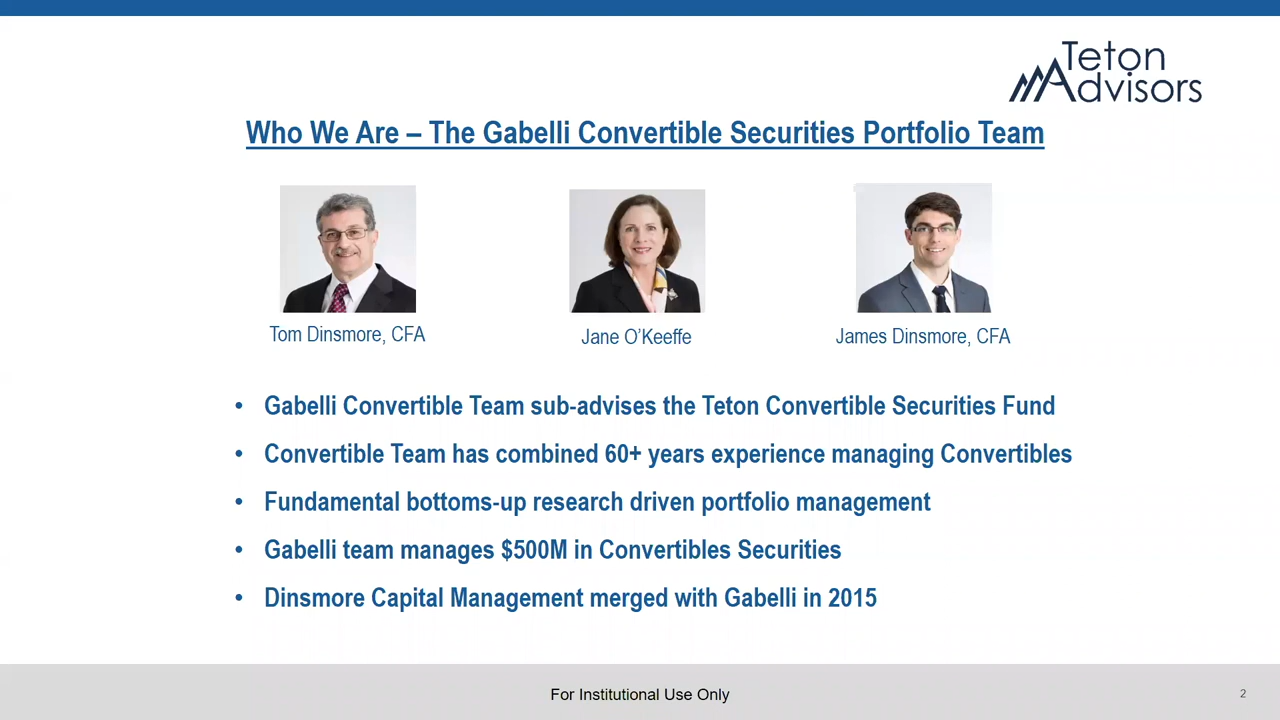 Teton
Advisors
Who We Are – The Gabelli Convertible Securities Portfolio Team
Tom Dinsmore, CFA
Jane O'Keeffe
James Dinsmore, CFA
• Gabelli Convertible Team sub-advises the Teton Convertible Securities Fund
• Convertible Team has combined 60+ years experience managing Convertibles
• Fundamental bottoms-up research driven portfolio management
• Gabelli team manages $500M in Convertibles Securities
• Dinsmore Capital Management merged with Gabelli in 2015
For Institutional Use Only
2